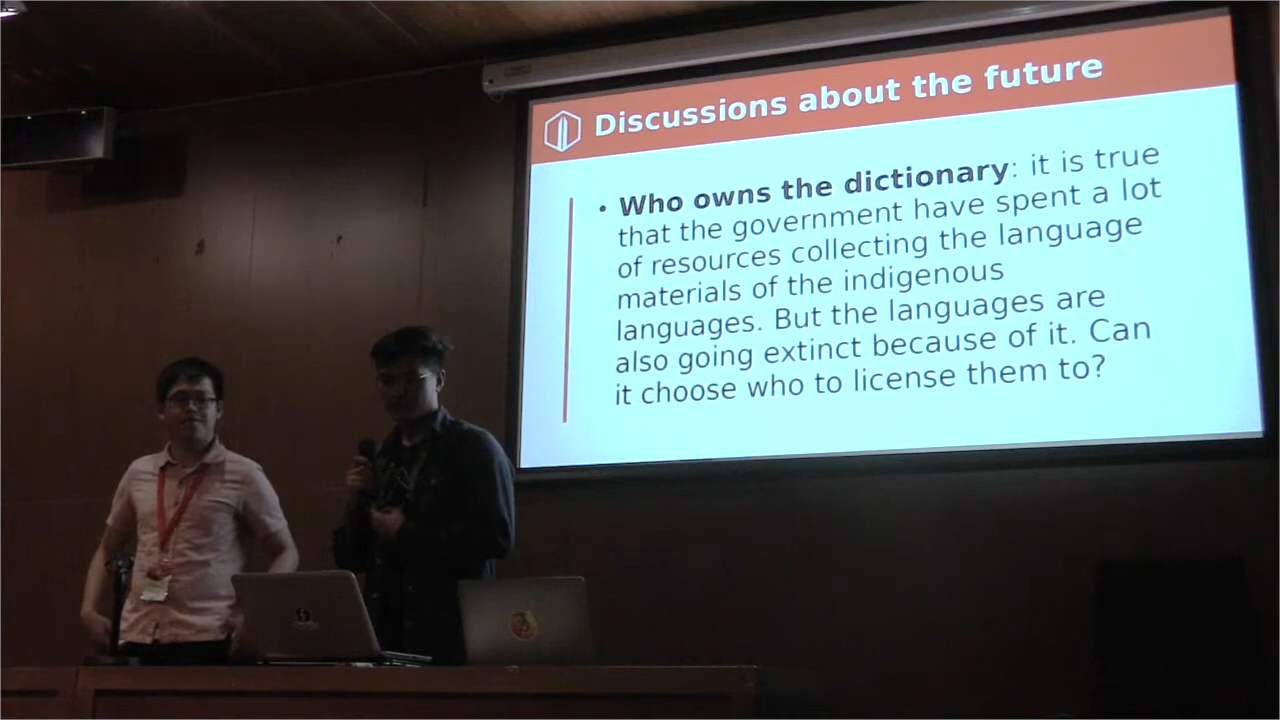 Discussions about the future
• Who owns the dictionary: it is true
that the government have spent a lot
of resources collecting the language
materials of the indigenous
languages. But the languages are
also going extinct because of it. Can
it choose who to license them to?